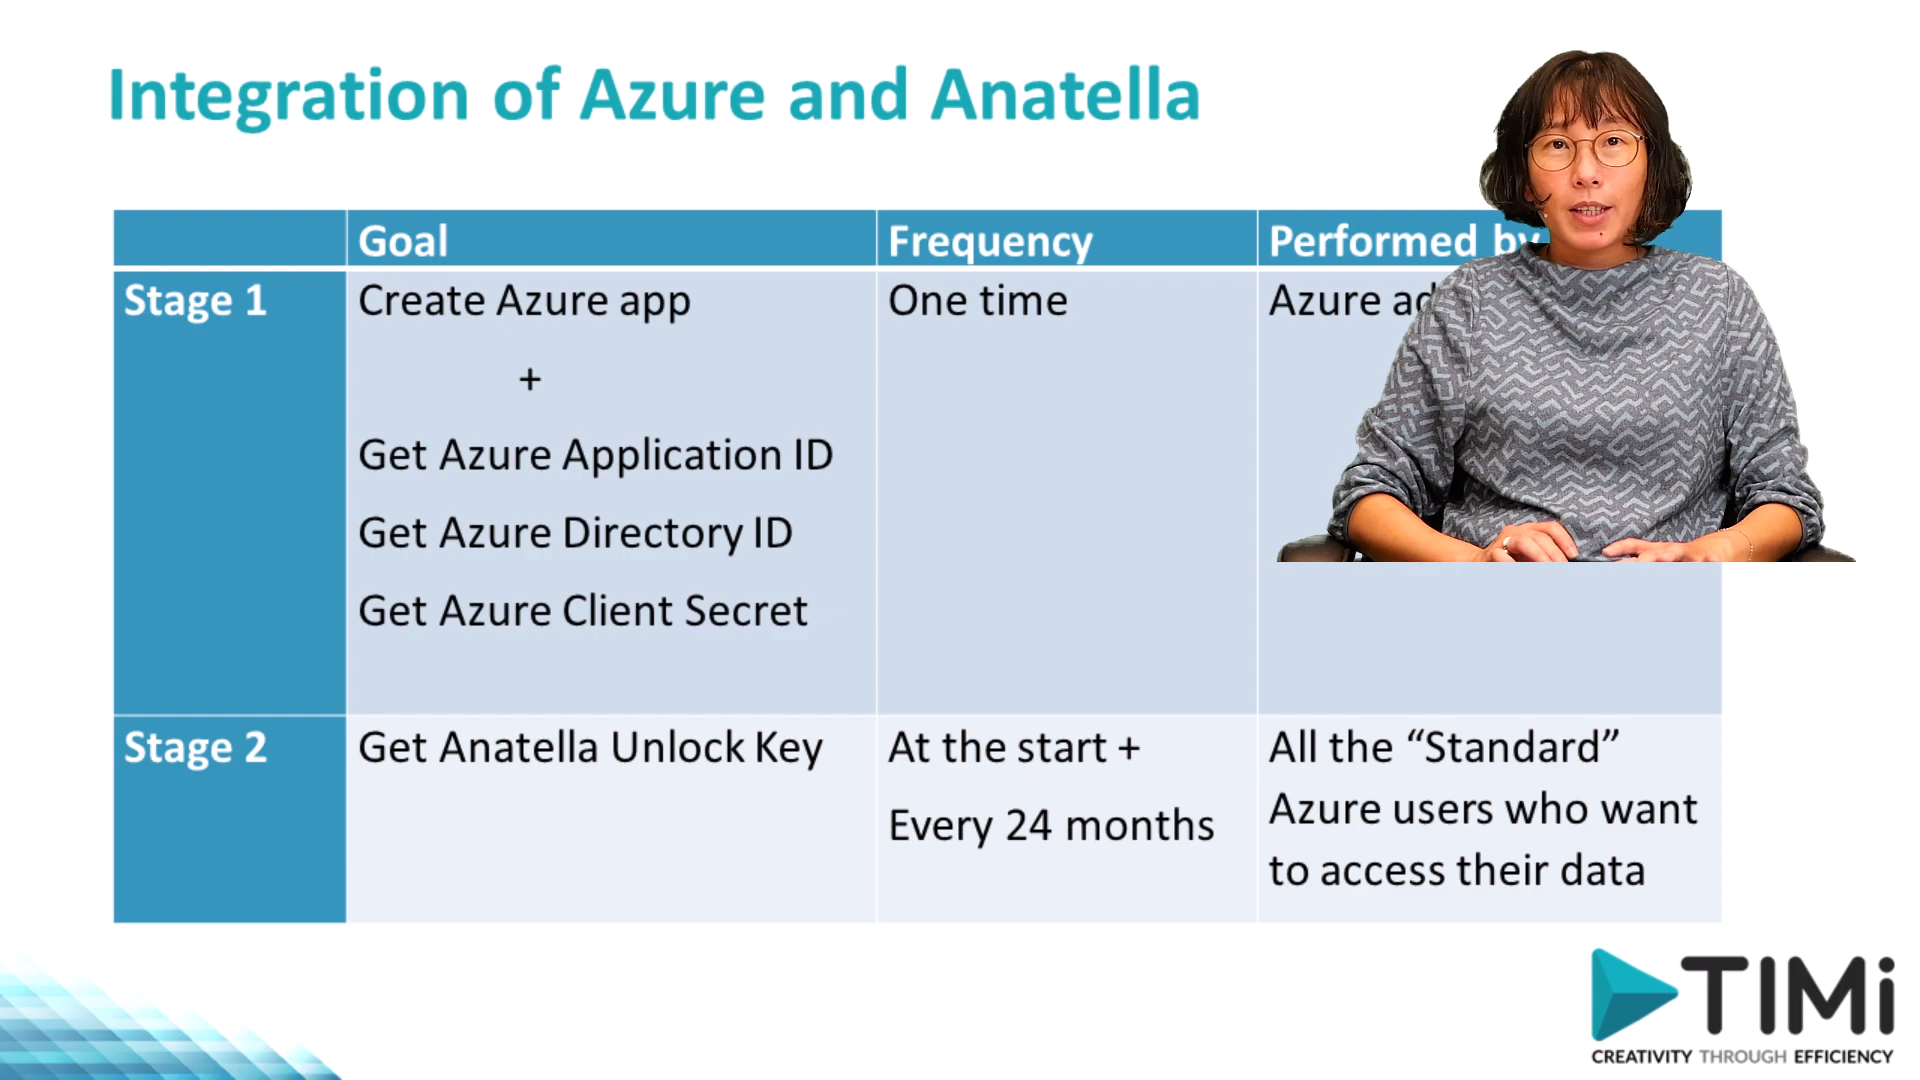 Integration of Azure and Anatella
Goal
Frequency
Performed by
Stage 1
Create Azure app
+
Get Azure Application ID
Get Azure Directory ID
Get Azure Client Secret
One time
Azure
Stage 2
Get Anatella Unlock Key
At the start +
Every 24 months
All the “Standard”
Azure users who want
to access their data
TIMi
CREATIVITY THROUGH EFFICIENCY